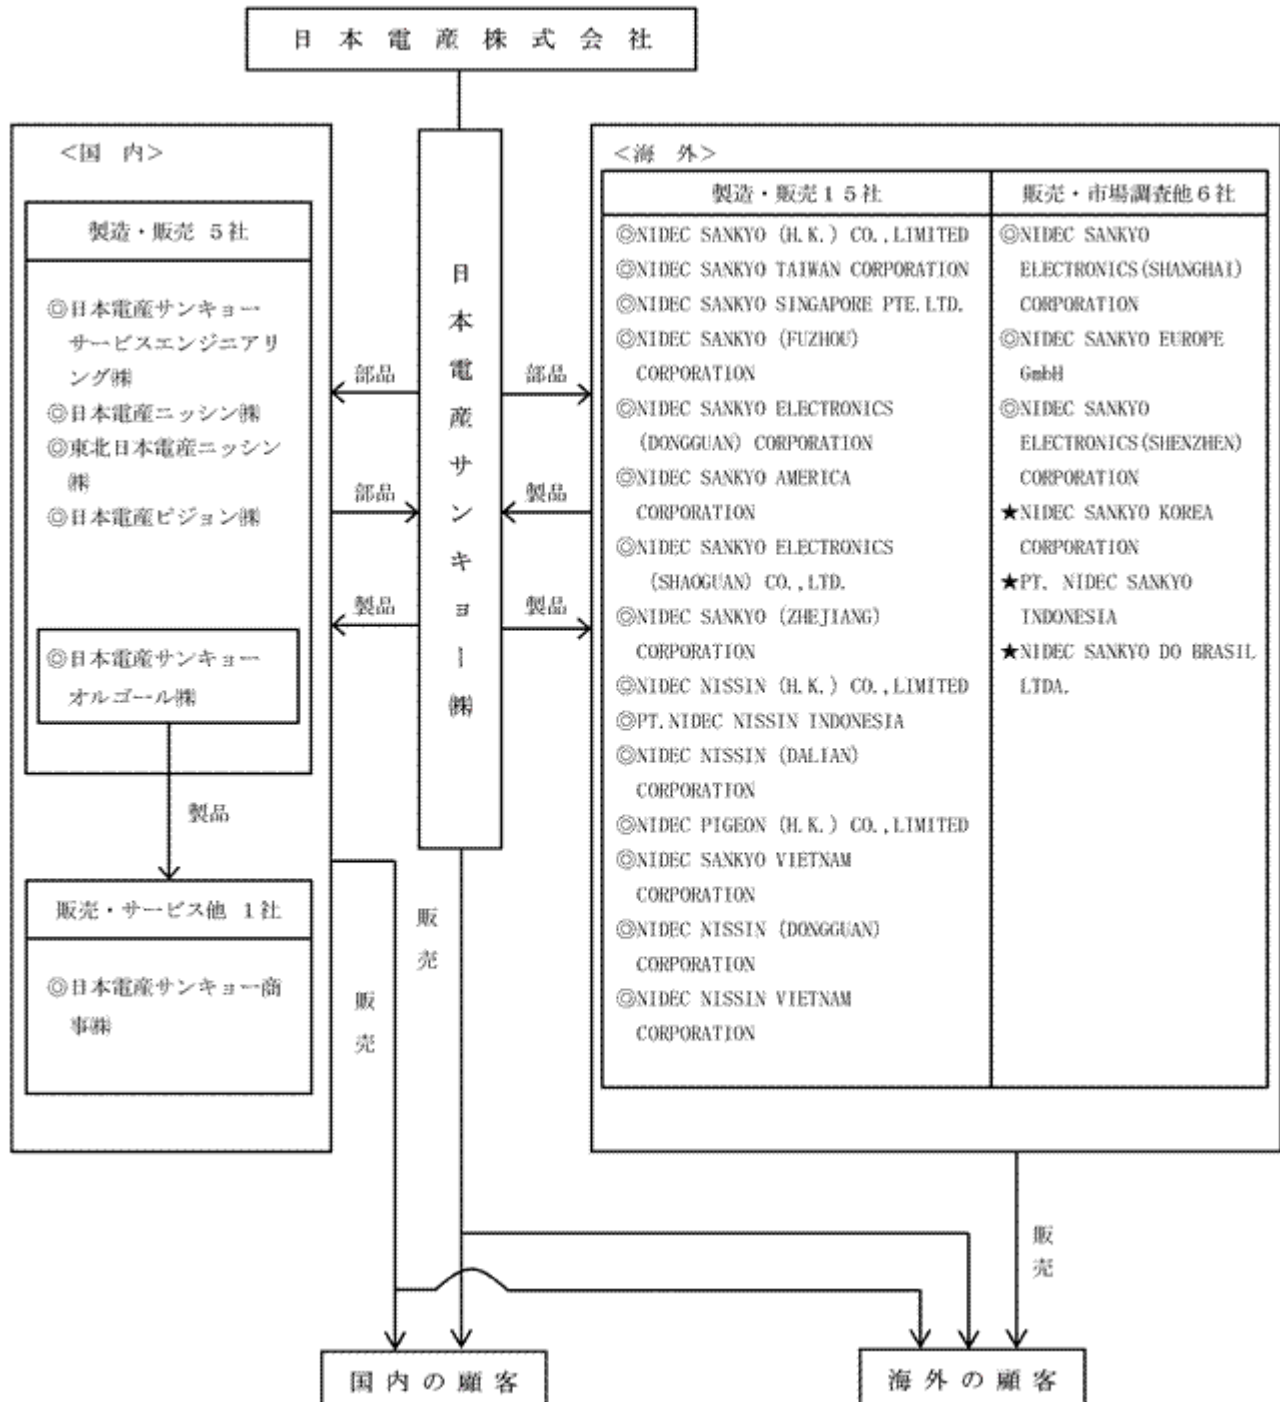 日本電産株式会社
＜国　内＞
製造・販売 5社
◎日本電産サンキョー
サービスエンジニアリ
ング㈱
◎日本電産ニッシン㈱
◎東北日本電産ニッシン
㈱
◎日本電産ピジョン㈱
◎日本電産サンキョー
オルゴール㈱
製品
販売・サービス他 1社
◎日本電産サンキョー商
事㈱
部品
部品
製品
日本電産サンキョー㈱
部品
製品
製品
＜海　外＞
製造・販売１５社
◎NIDEC SANKYO (H.K.) CO.,LIMITED
◎NIDEC SANKYO TAIWAN CORPORATION
◎NIDEC SANKYO SINGAPORE PTE.LTD.
◎NIDEC SANKYO (FUZHOU)
CORPORATION
◎NIDEC SANKYO ELECTRONICS
(DONGGUAN) CORPORATION
◎NIDEC SANKYO AMERICA
CORPORATION
◎NIDEC SANKYO ELECTRONICS
(SHAOGUAN) CO.,LTD.
◎NIDEC SANKYO (ZHEJIANG)
CORPORATION
◎NIDEC NISSIN (H.K.) CO.,LIMITED
◎PT.NIDEC NISSIN INDONESIA
◎NIDEC NISSIN (DALIAN)
CORPORATION
◎NIDEC PIGEON (H.K.) CO.,LIMITED
◎NIDEC SANKYO VIETNAM
CORPORATION
◎NIDEC NISSIN (DONGGUAN)
CORPORATION
◎NIDEC NISSIN VIETNAM
CORPORATION
販売・市場調査他６社
◎NIDEC SANKYO
ELECTRONICS(SHANGHAI)
CORPORATION
◎NIDEC SANKYO EUROPE
GmbH
◎NIDEC SANKYO
ELECTRONICS(SHENZHEN)
CORPORATION
★NIDEC SANKYO KOREA
CORPORATION
★PT. NIDEC SANKYO
INDONESIA
★NIDEC SANKYO DO BRASIL
LTDA.
販売
販売
販売
国内の顧客
海外の顧客